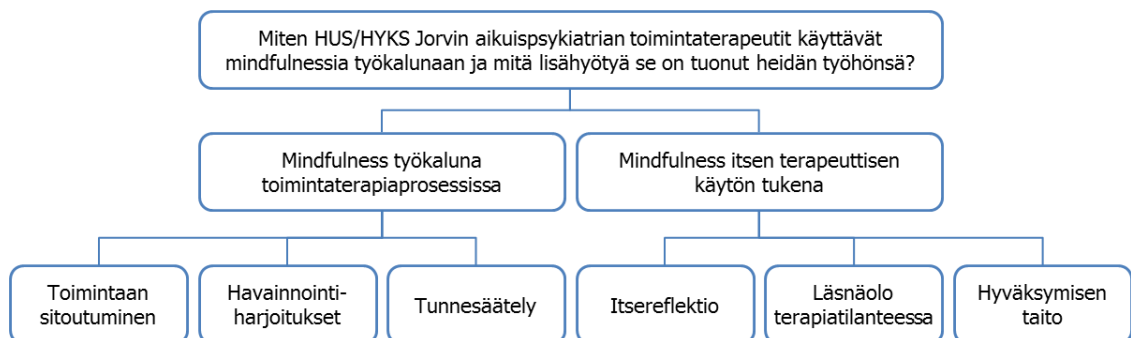 Miten HUS/HYKS Jorvin aikuispsykiatrian toimintaterapeutit käyttävät
mindfulnessia työkalunaan ja mitä lisähyötyä se on tuonut heidän työhönsä?
Mindfulness työkaluna
toimintaterapiaprosessissa
Mindfulness itsen terapeuttisen
käytön tukena
Toimintaan
sitoutuminen
Havainnointi-
harjoitukset
Tunnesäätely
Itsereflektio
Läsnäolo
terapiatilanteessa
Hyväksymisen
taito